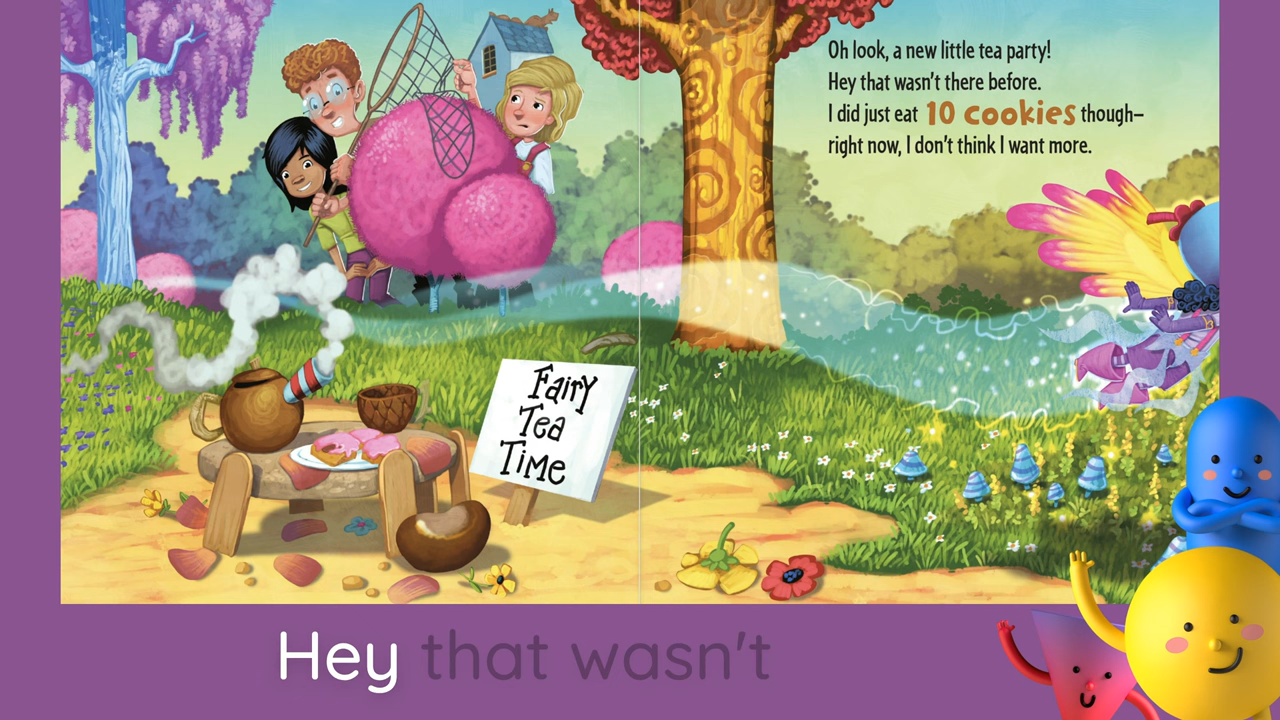 Oh look, a new little tea party!
Hey that wasn't there before.
I did just eat 10 cookies though–
right now, I don't think I want more.
Fairy
Tea
Time
Hey that wasn't